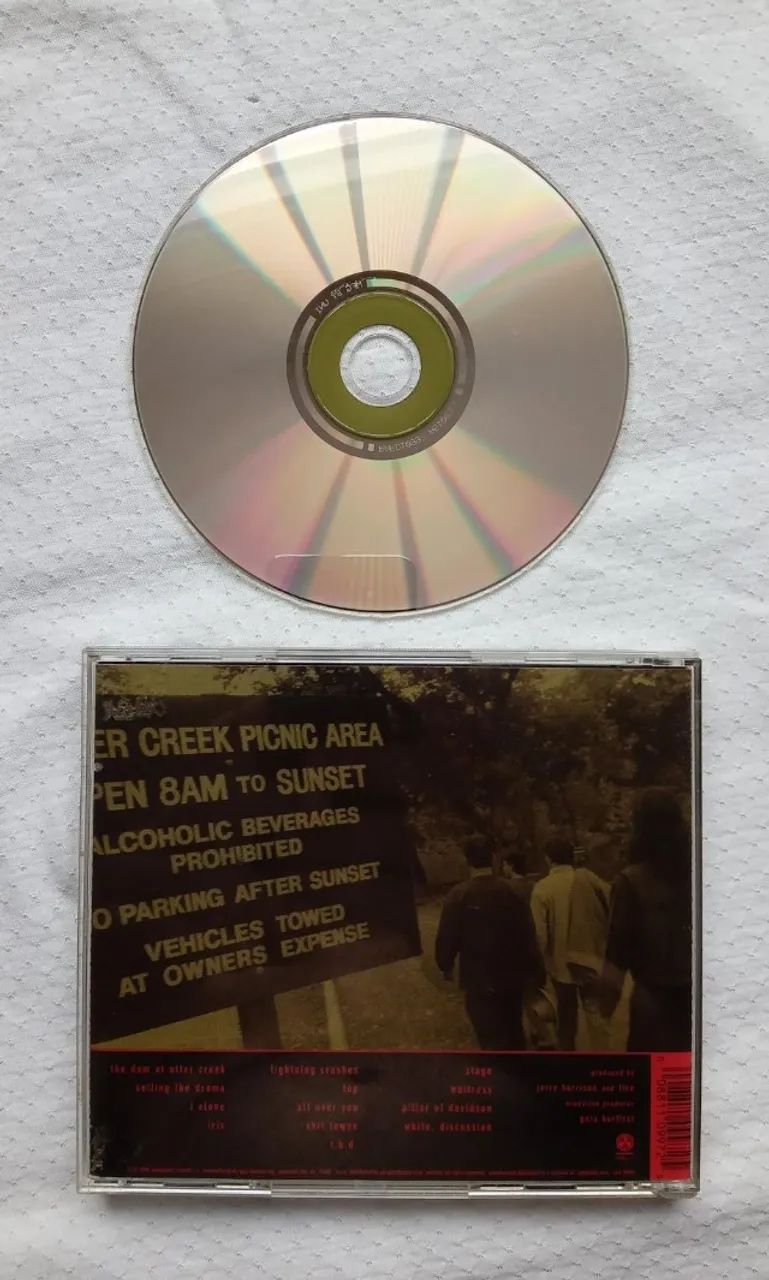 ER CREEK PICNIC AREA
PEN 8AM TO SUNSET
ALCOHOLIC BEVERAGES
PROHIBITED
O PARKING AFTER SUNSET
VEHICLES TOWED
AT OWNERS EXPENSE
the dam at otter creek
selling the drama
i alone
iris
lightning crashes
top
all over you
shit towne
t.b.d.
stage
waitress
pillar of davidson
white, discussion
produced by
jerry harrison and live
gary kurfirst